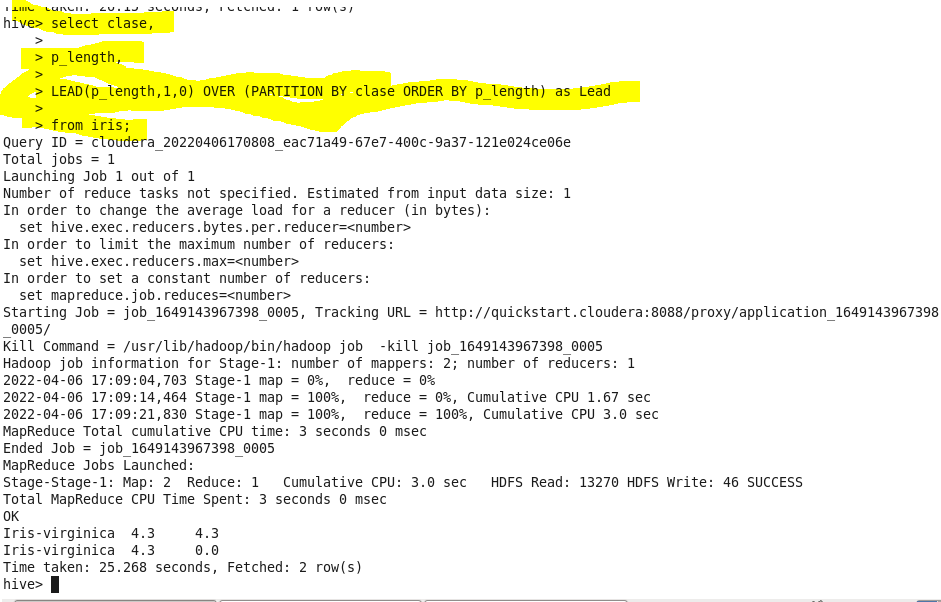 Time taken: 26.15 seconds, Fetched: 1 row(s)
hive> select clase,
    >
    > p_length,
    >
    > LEAD(p_length,1,0) OVER (PARTITION BY clase ORDER BY p_length) as Lead
    >
    > from iris;
Query ID = cloudera_20220406170808_eac71a49-67e7-400c-9a37-121e024ce06e
Total jobs = 1
Launching Job 1 out of 1
Number of reduce tasks not specified. Estimated from input data size: 1
In order to change the average load for a reducer (in bytes):
  set hive.exec.reducers.bytes.per.reducer=<number>
In order to limit the maximum number of reducers:
  set hive.exec.reducers.max=<number>
In order to set a constant number of reducers:
  set mapreduce.job.reduces=<number>
Starting Job = job_1649143967398_0005, Tracking URL = http://quickstart.cloudera:8088/proxy/application_1649143967398
_0005/
Kill Command = /usr/lib/hadoop/bin/hadoop job  -kill job_1649143967398_0005
Hadoop job information for Stage-1: number of mappers: 2; number of reducers: 1
2022-04-06 17:09:04,703 Stage-1 map = 0%,  reduce = 0%
2022-04-06 17:09:14,464 Stage-1 map = 100%,  reduce = 0%, Cumulative CPU 1.67 sec
2022-04-06 17:09:21,830 Stage-1 map = 100%,  reduce = 100%, Cumulative CPU 3.0 sec
MapReduce Total cumulative CPU time: 3 seconds 0 msec
Ended Job = job_1649143967398_0005
MapReduce Jobs Launched:
Stage-Stage-1: Map: 2  Reduce: 1   Cumulative CPU: 3.0 sec   HDFS Read: 13270 HDFS Write: 46 SUCCESS
Total MapReduce CPU Time Spent: 3 seconds 0 msec
OK
Iris-virginica  4.3     4.3
Iris-virginica  4.3     0.0
Time taken: 25.268 seconds, Fetched: 2 row(s)
hive>